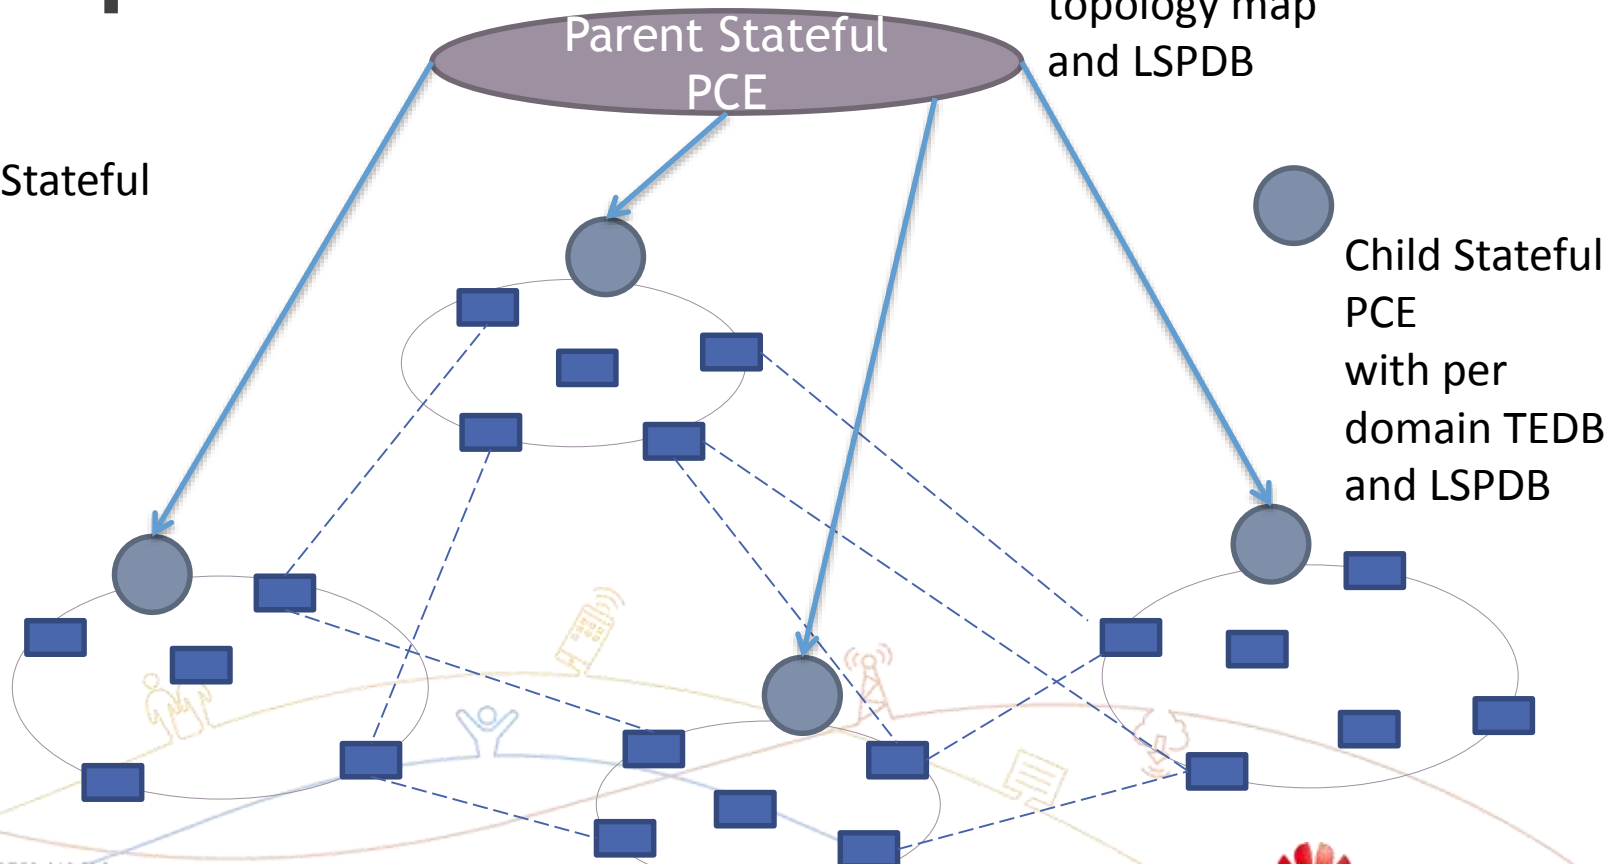 topology map
and LSPDB
Parent Stateful
PCE
Stateful
Child Stateful
PCE
with per
domain TEDB
and LSPDB